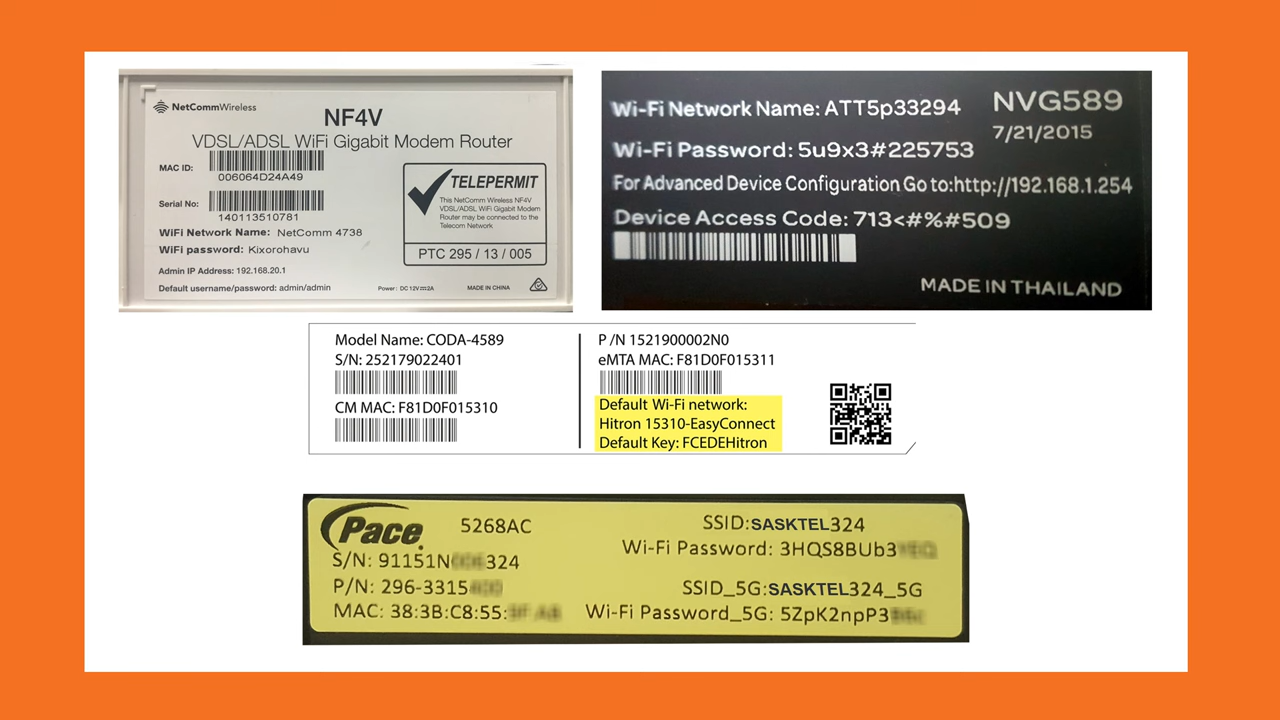 NetCommWireless
NF4V
VDSL/ADSL WiFi Gigabit Modem Router
MAC ID:
006064D24A49
Serial No:
140113510781
WiFi Network Name: NetComm 4738
WiFi password: Kixorohavu
Admin IP Address: 192.168.20.1
Default username/password: admin/admin
TELEPERMIT
This NetComm Wireless NF4V
VDSL/ADSL WiFi Gigabit Modem
Router may be connected to the
Telecom Network
PTC 295 / 13 / 005
Power: DC 12V⎓2A
MADE IN CHINA
Wi-Fi Network Name: ATT5p33294
NVG589
7/21/2015
Wi-Fi Password: 5u9x3#225753
For Advanced Device Configuration Go to:http://192.168.1.254
Device Access Code: 713<#%#509
MADE IN THAILAND
Model Name: CODA-4589
S/N: 252179022401
CM MAC: F81D0F015310
P/N 1521900002N0
eMTA MAC: F81D0F015311
Default Wi-Fi network:
Hitron 15310-EasyConnect
Default Key: FCEDEHitron
Pace
5268AC
S/N: 91151N 324
P/N: 296-3315
MAC: 38:3B:C8:55:
SSID:SASKTEL324
Wi-Fi Password: 3HQS8BUb3
SSID_5G:SASKTEL324_5G
Wi-Fi Password_5G: 5ZpK2npP3